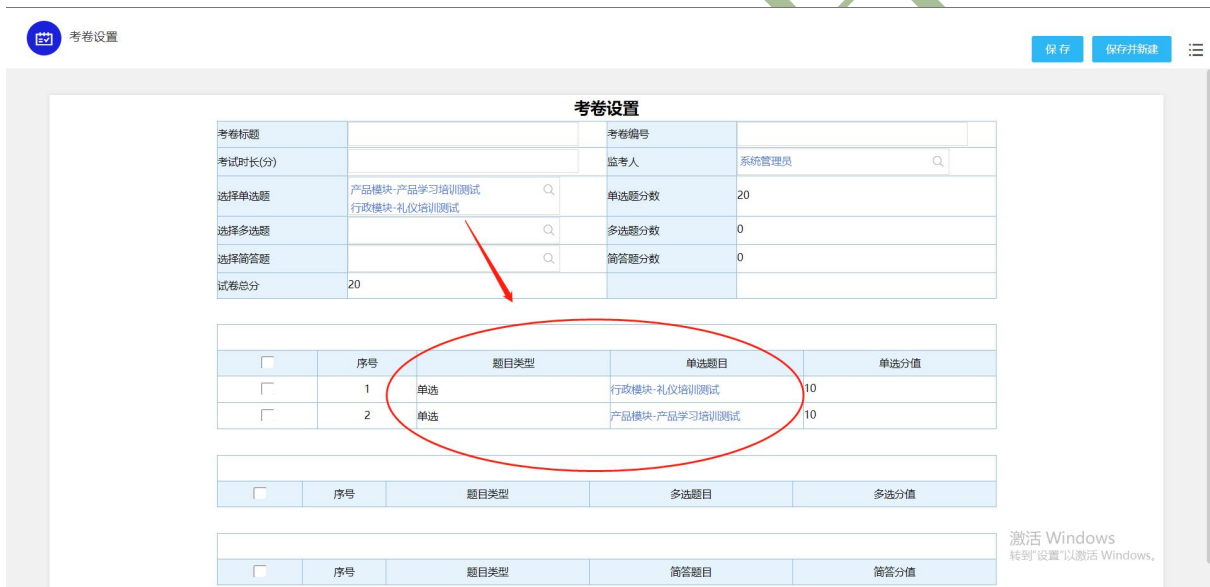 考卷设置
保存 保存并新建
考卷设置
考卷标题 考卷编号
考试时长(分) 监考人 系统管理员
选择单选题 产品模块-产品学习培训测试 单选题分数 20
行政模块-礼仪培训测试
选择多选题 多选题分数 0
选择简答题 简答题分数 0
试卷总分 20
序号 题目类型 单选题目 单选分值
1 单选 行政模块-礼仪培训测试 10
2 单选 产品模块-产品学习培训测试 10
序号 题目类型 多选题目 多选分值
激活 Windows
转到"设置"以激活 Windows。
序号 题目类型 简答题目 简答分值